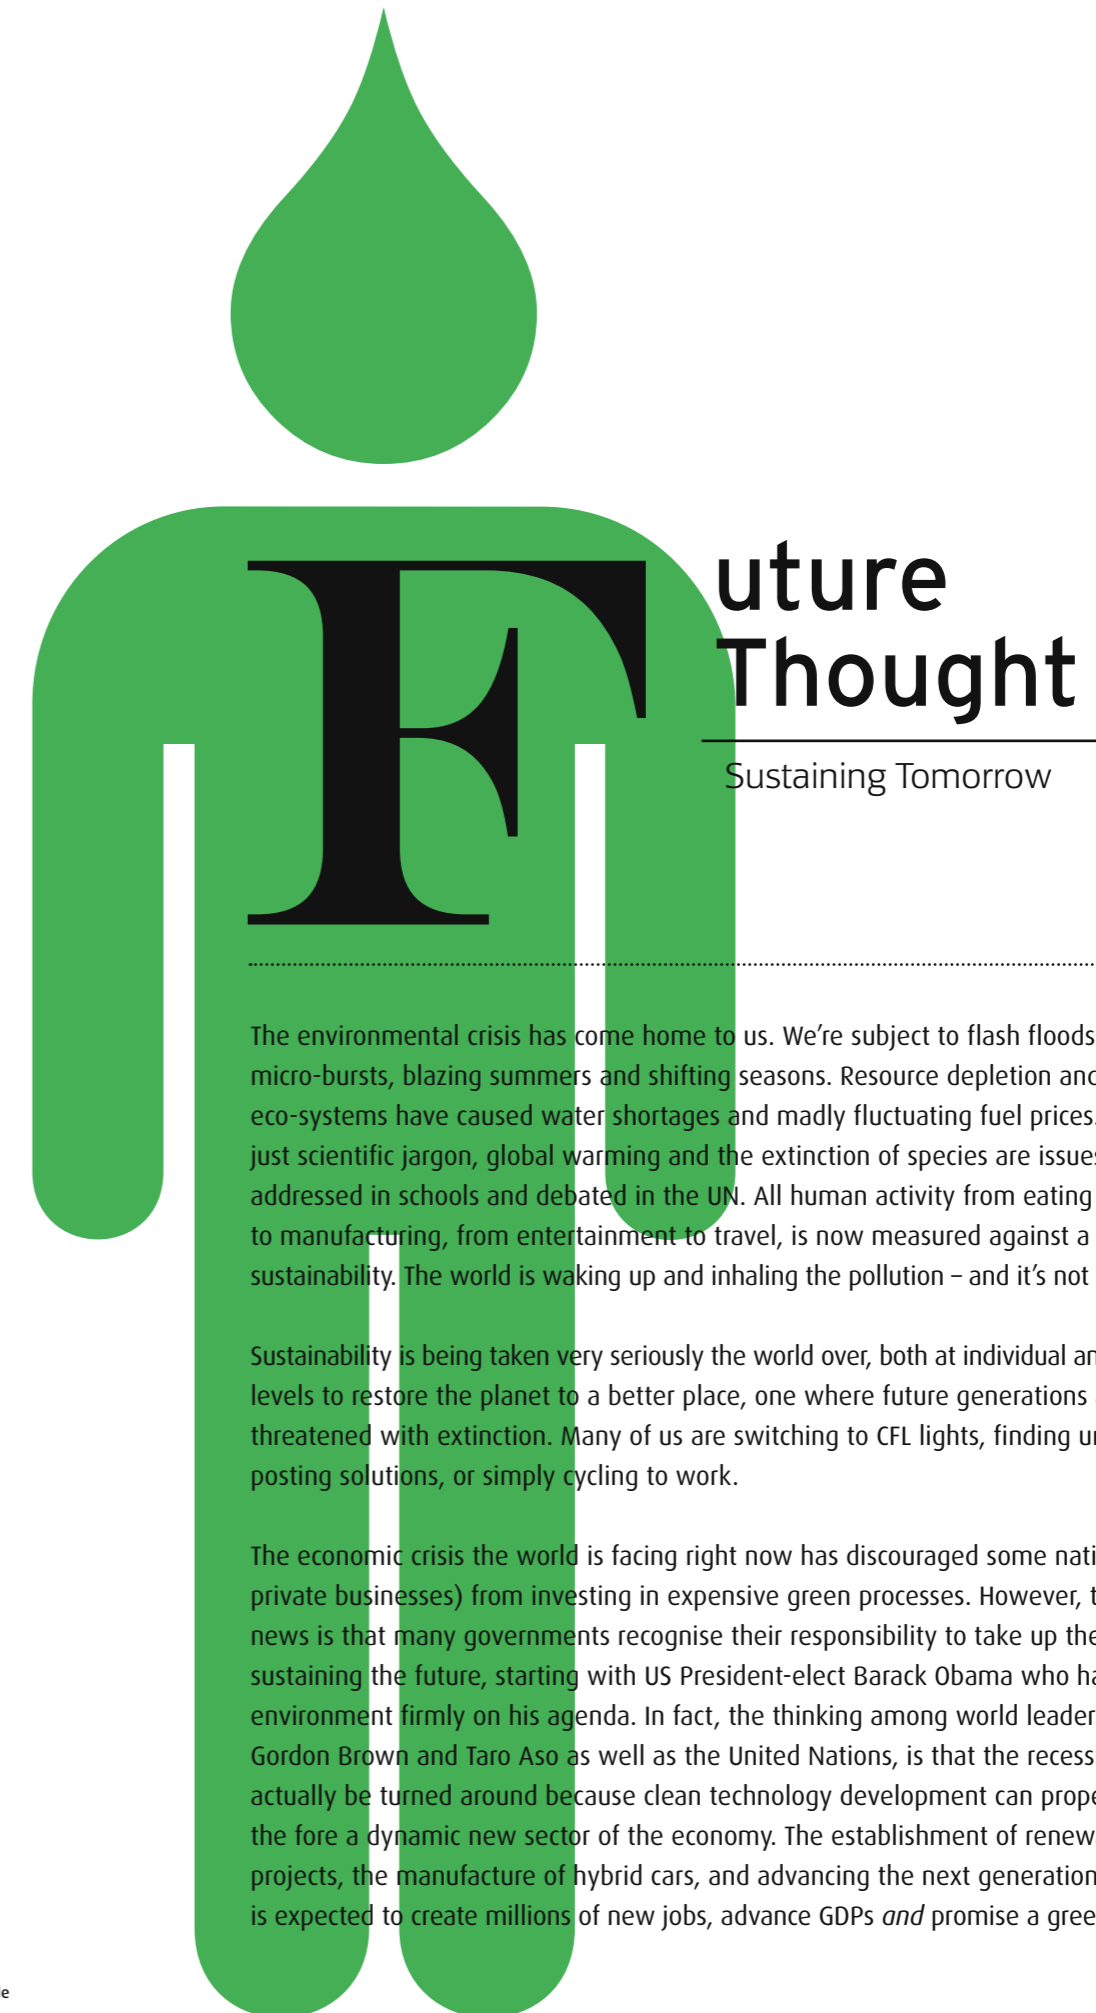 Future
Thought
Sustaining Tomorrow
The environmental crisis has come home to us. We’re subject to flash floods
micro-bursts, blazing summers and shifting seasons. Resource depletion
eco-systems have caused water shortages and madly fluctuating fuel prices.
just scientific jargon, global warming and the extinction of species are issues
addressed in schools and debated in the UN. All human activity from eating
to manufacturing, from entertainment to travel, is now measured against a
sustainability. The world is waking up and inhaling the pollution – and it’s not
Sustainability is being taken very seriously the world over, both at individual
levels to restore the planet to a better place, one where future generations
threatened with extinction. Many of us are switching to CFL lights, finding
posting solutions, or simply cycling to work.
The economic crisis the world is facing right now has discouraged some
private businesses) from investing in expensive green processes. However,
news is that many governments recognise their responsibility to take up the
sustaining the future, starting with US President-elect Barack Obama who
environment firmly on his agenda. In fact, the thinking among world
Gordon Brown and Taro Aso as well as the United Nations, is that the
actually be turned around because clean technology development can
the fore a dynamic new sector of the economy. The establishment of
projects, the manufacture of hybrid cars, and advancing the next generation
is expected to create millions of new jobs, advance GDPs and promise a